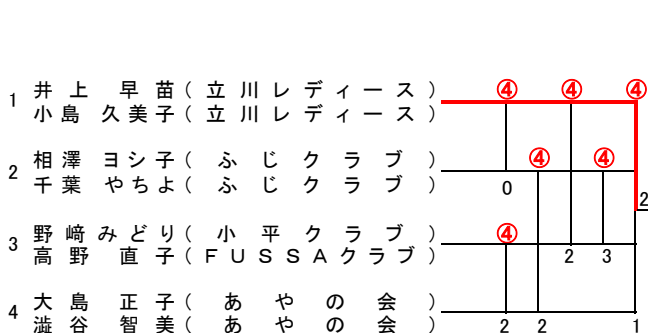 ④ ④ ④
1 井上 早苗(立川レディース)
小島 久美子(立川レディース)
④ ④
2 相澤 ヨシ子(ふじクラブ)
千葉 やちよ(ふじクラブ)
0
2
④
3 野﨑みどり(小平クラブ)
高野 直子(FUSSAクラブ)
2 3
4 大島 正子(あやの会)
澁谷 智美(あやの会)
2 2 1